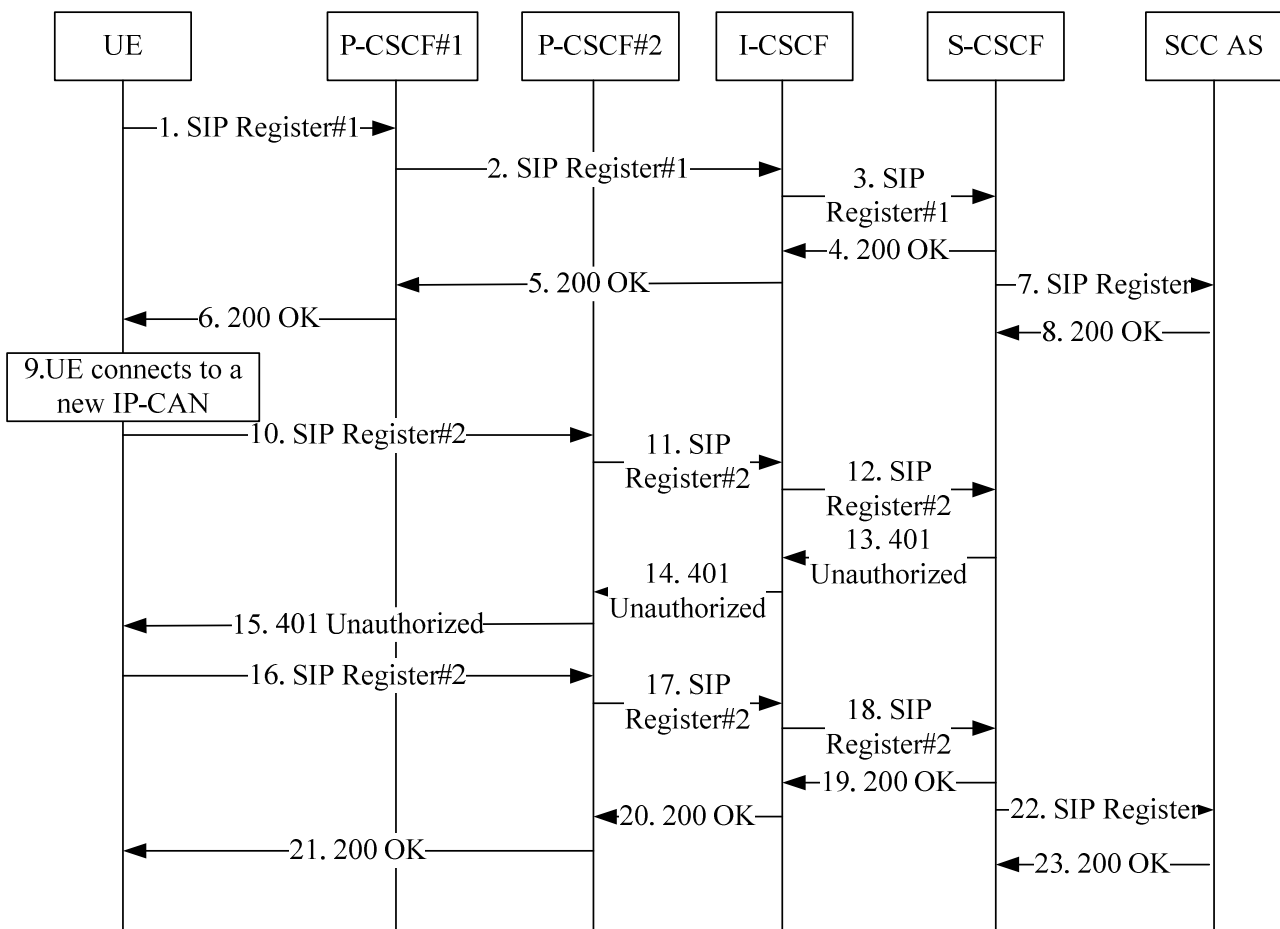 UE
P-CSCF#1
P-CSCF#2
I-CSCF
S-CSCF
SCC AS
1. SIP Register#1
2. SIP Register#1
3. SIP
Register#1
4. 200 OK
5. 200 OK
6. 200 OK
7. SIP Register
8. 200 OK
9.UE connects to a
new IP-CAN
10. SIP Register#2
11. SIP
Register#2
12. SIP
Register#2
13. 401
Unauthorized
14. 401
Unauthorized
15. 401 Unauthorized
16. SIP Register#2
17. SIP
Register#2
18. SIP
Register#2
19. 200 OK
20. 200 OK
21. 200 OK
22. SIP Register
23. 200 OK